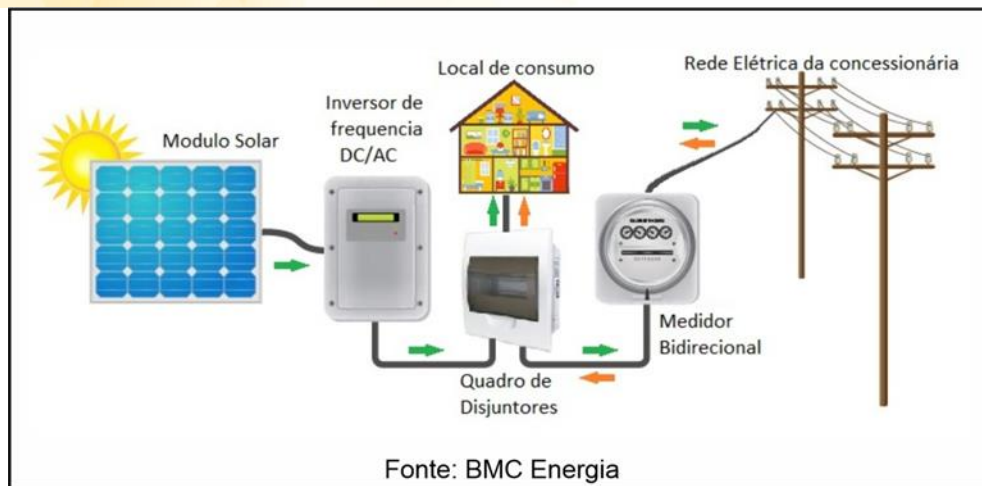 Local de consumo
Rede Elétrica da concessionária
Inversor de
frequencia
DC/AC
Modulo Solar
Medidor
Bidirecional
Quadro de
Disjuntores
Fonte: BMC Energia